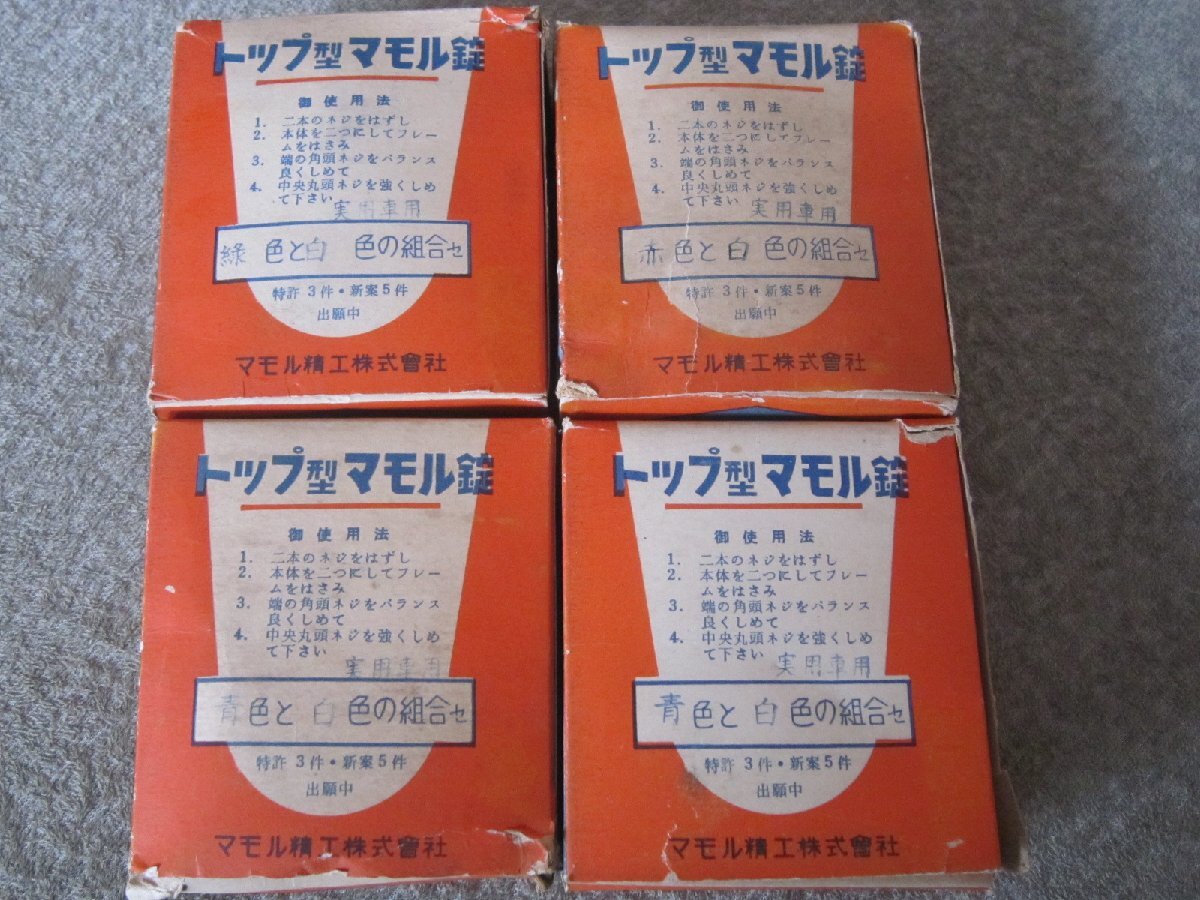 トップ型マモル錠
御使用法
1. 二本のネジをはずし
2. 本体を二つにしてフレー
ムをはさみ
3. 端の角頭ネジをバランス
良くしめて
4. 中央丸頭ネジを強くしめ
て下さい
実用車用
緑 色と白 色の組合セ
特許 3件・新案5件
出願中
マモル精工株式會社
トップ型マモル錠
御使用法
1. 二本のネジをはずし
2. 本体を二つにしてフレー
ムをはさみ
3. 端の角頭ネジをバランス
良くしめて
4. 中央丸頭ネジを強くしめ
て下さい
実用車用
赤 色と白 色の組合セ
特許 3件・新案5件
出願中
マモル精工株式會社
トップ型マモル錠
御使用法
1. 二本のネジをはずし
2. 本体を二つにしてフレー
ムをはさみ
3. 端の角頭ネジをバランス
良くしめて
4. 中央丸頭ネジを強くしめ
て下さい
実用車用
青 色と 白 色の組合セ
特許 3件・新案5件
出願中
マモル精工株式會社
トップ型マモル錠
御使用法
1. 二本のネジをはずし
2. 本体を二つにしてフレー
ムをはさみ
3. 端の角頭ネジをバランス
良くしめて
4. 中央丸頭ネジを強くしめ
て下さい
実用車用
青 色と 白 色の組合セ
特許 3件・新案5件
出願中
マモル精工株式會社